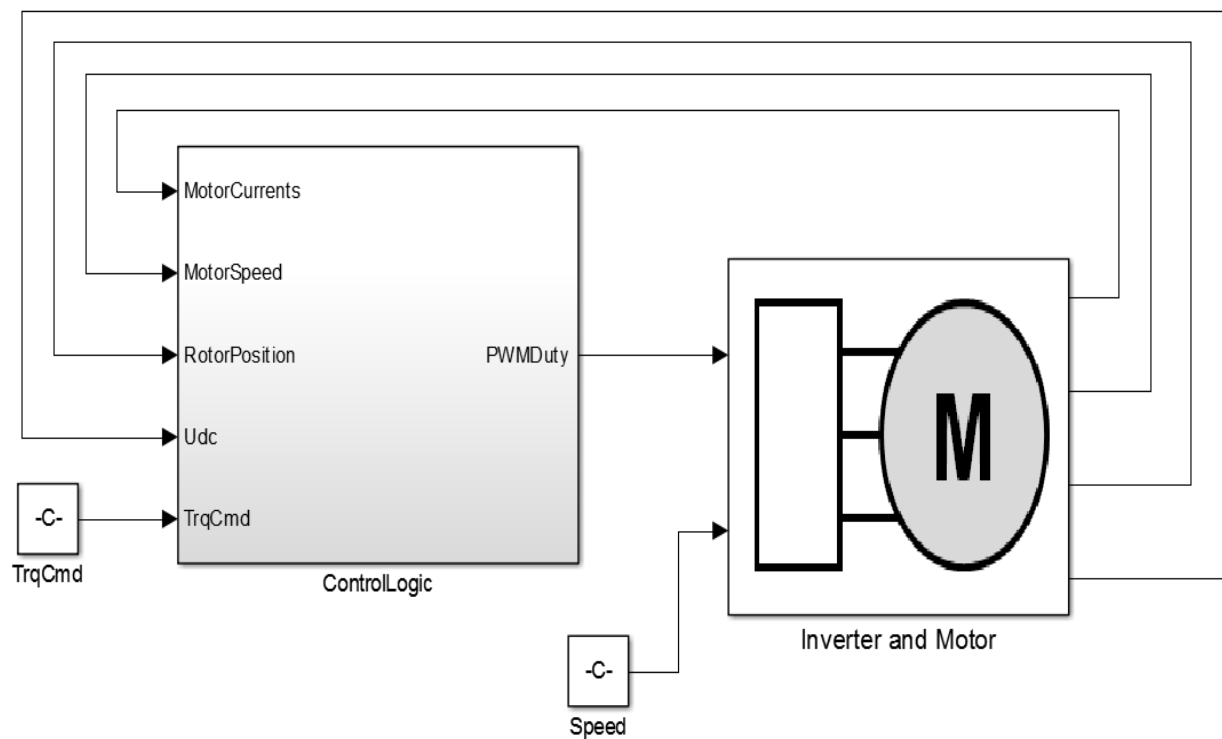 MotorCurrents
MotorSpeed
RotorPosition
PWMDuty
Udc
TrqCmd
-C-
TrqCmd
ControlLogic
M
Inverter and Motor
-C-
Speed